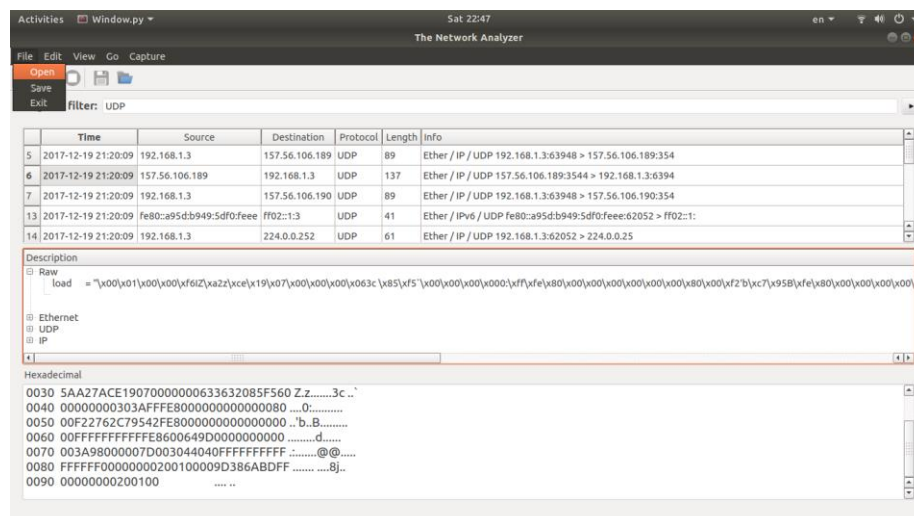 Activities Window.py Sat 22:47 en
The Network Analyzer
File Edit View Go Capture
Open
Save
Exit
filter: UDP
Time Source Destination Protocol Length Info
5 2017-12-19 21:20:09 192.168.1.3 157.56.106.189 UDP 89 Ether / IP / UDP 192.168.1.3:63948 > 157.56.106.189:354
6 2017-12-19 21:20:09 157.56.106.189 192.168.1.3 UDP 137 Ether / IP / UDP 157.56.106.189:3544 > 192.168.1.3:6394
7 2017-12-19 21:20:09 192.168.1.3 157.56.106.190 UDP 89 Ether / IP / UDP 192.168.1.3:63948 > 157.56.106.190:354
13 2017-12-19 21:20:09 fe80::a95d:b949:5df0:feee ff02::1:3 UDP 41 Ether / IPv6 / UDP fe80::a95d:b949:5df0:feee:62052 > ff02::1:
14 2017-12-19 21:20:09 192.168.1.3 224.0.0.252 UDP 61 Ether / IP / UDP 192.168.1.3:62052 > 224.0.0.25
Description
Raw
load = "\x00\x01\x00\x00\xf6IZ\xa2z\xce\x19\x07\x00\x00\x00\x063c \x85\xf5`\x00\x00\x00\x000:\xff\xfe\x80\x00\x00\x00\x00\x00\x00\x80\x00\xf2'b\xc7\x95B\xfe\x80\x00\x00\x00\x00\
Ethernet
UDP
IP
Hexadecimal
0030 5AA27ACE19070000000633632085F560 Z.z.......3c ..`
0040 00000000303AFFFE8000000000000080 ....0:..........
0050 00F22762C79542FE8000000000000000 ..'b..B.........
0060 00FFFFFFFFFFFE8600649D0000000000 .........d......
0070 003A98000007D003044040FFFFFFFFFF .:.......@@.....
0080 FFFFFF00000000200100009D386ABDFF ....... ....8j..
0090 00000000200100 .... ..